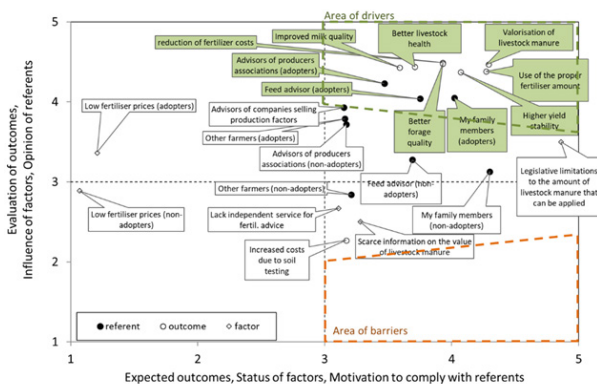 Area of drivers
reduction of fertilizer costs
Improved milk quality
Better livestock
health
Valorisation of
livestock manure
Advisors of producers
associations (adopters)
Feed advisor (adopters)
Use of the proper
fertiliser amount
Low fertiliser prices (adopters)
Advisors of companies selling
production factors
Other farmers (adopters)
Advisors of producers
associations (non-adopters)
Better
forage
quality
My family
members
(adopters)
Higher yield
stability
Legislative limitations
to the amount of
livestock manure that
can be applied
Other farmers (non-adopters)
Feed advisor (non-
adopters)
Low fertiliser prices (non-
adopters)
Lack independent service for
fertil. advice
My family members
(non-adopters)
Increased costs
due to soil
testing
Scarce information on the value
of livestock manure
Area of barriers
referent
outcome
factor
5
4
3
2
1
1
2
3
4
5
Evaluation of outcomes,
Influence of factors, Opinion of referents
Expected outcomes, Status of factors, Motivation to comply with referents